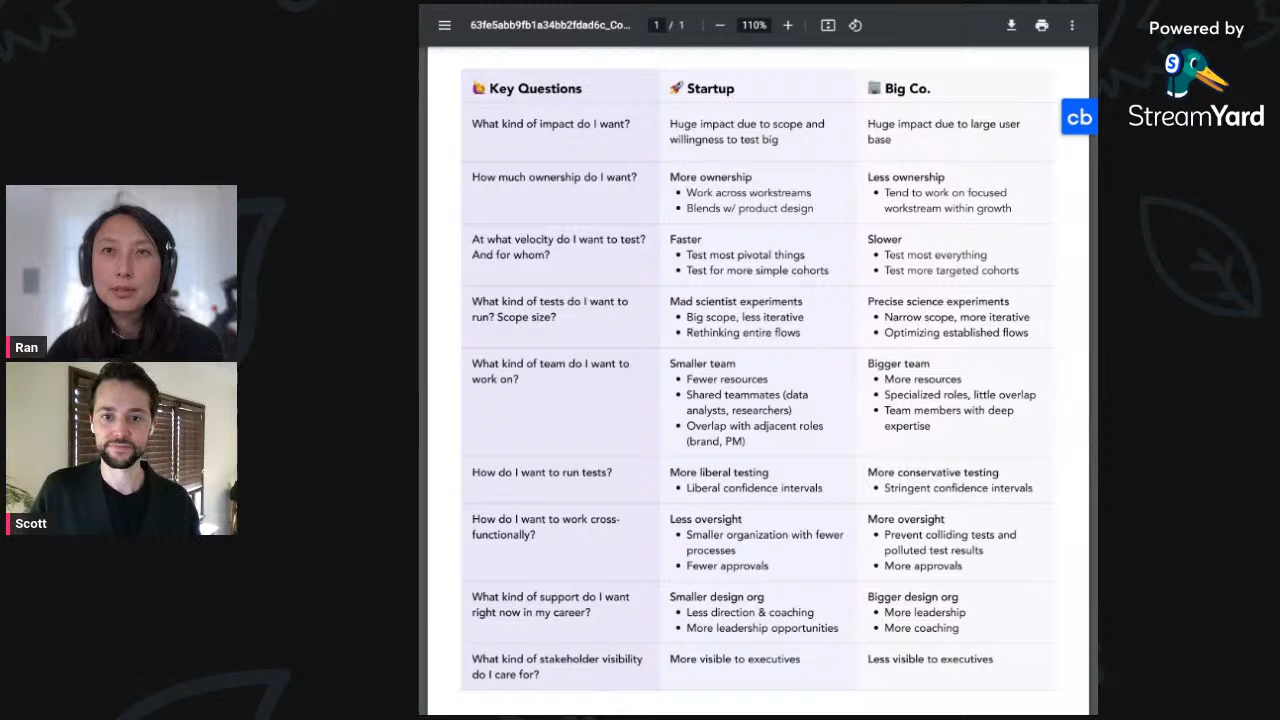 63fe5abb9fb1a34bb2fdad6c_Co...
1 / 1
110%
Powered by
StreamYard
cb
Key Questions
Startup
Big Co.
What kind of impact do I want?
Huge impact due to scope and
willingness to test big
Huge impact due to large user
base
How much ownership do I want?
More ownership
• Work across workstreams
• Blends w/ product design
Less ownership
• Tend to work on focused
workstream within growth
At what velocity do I want to test?
And for whom?
Faster
• Test most pivotal things
• Test for more simple cohorts
Slower
• Test most everything
• Test more targeted cohorts
What kind of tests do I want to
run? Scope size?
Mad scientist experiments
• Big scope, less iterative
• Rethinking entire flows
Precise science experiments
• Narrow scope, more iterative
• Optimizing established flows
What kind of team do I want to
work on?
Smaller team
• Fewer resources
• Shared teammates (data
analysts, researchers)
• Overlap with adjacent roles
(brand, PM)
Bigger team
• More resources
• Specialized roles, little overlap
• Team members with deep
expertise
How do I want to run tests?
More liberal testing
• Liberal confidence intervals
More conservative testing
• Stringent confidence intervals
How do I want to work cross-
functionally?
Less oversight
• Smaller organization with fewer
processes
• Fewer approvals
More oversight
• Prevent colliding tests and
polluted test results
• More approvals
What kind of support do I want
right now in my career?
Smaller design org
• Less direction & coaching
• More leadership opportunities
Bigger design org
• More leadership
• More coaching
What kind of stakeholder visibility
do I care for?
More visible to executives
Less visible to executives
Ran
Scott
S